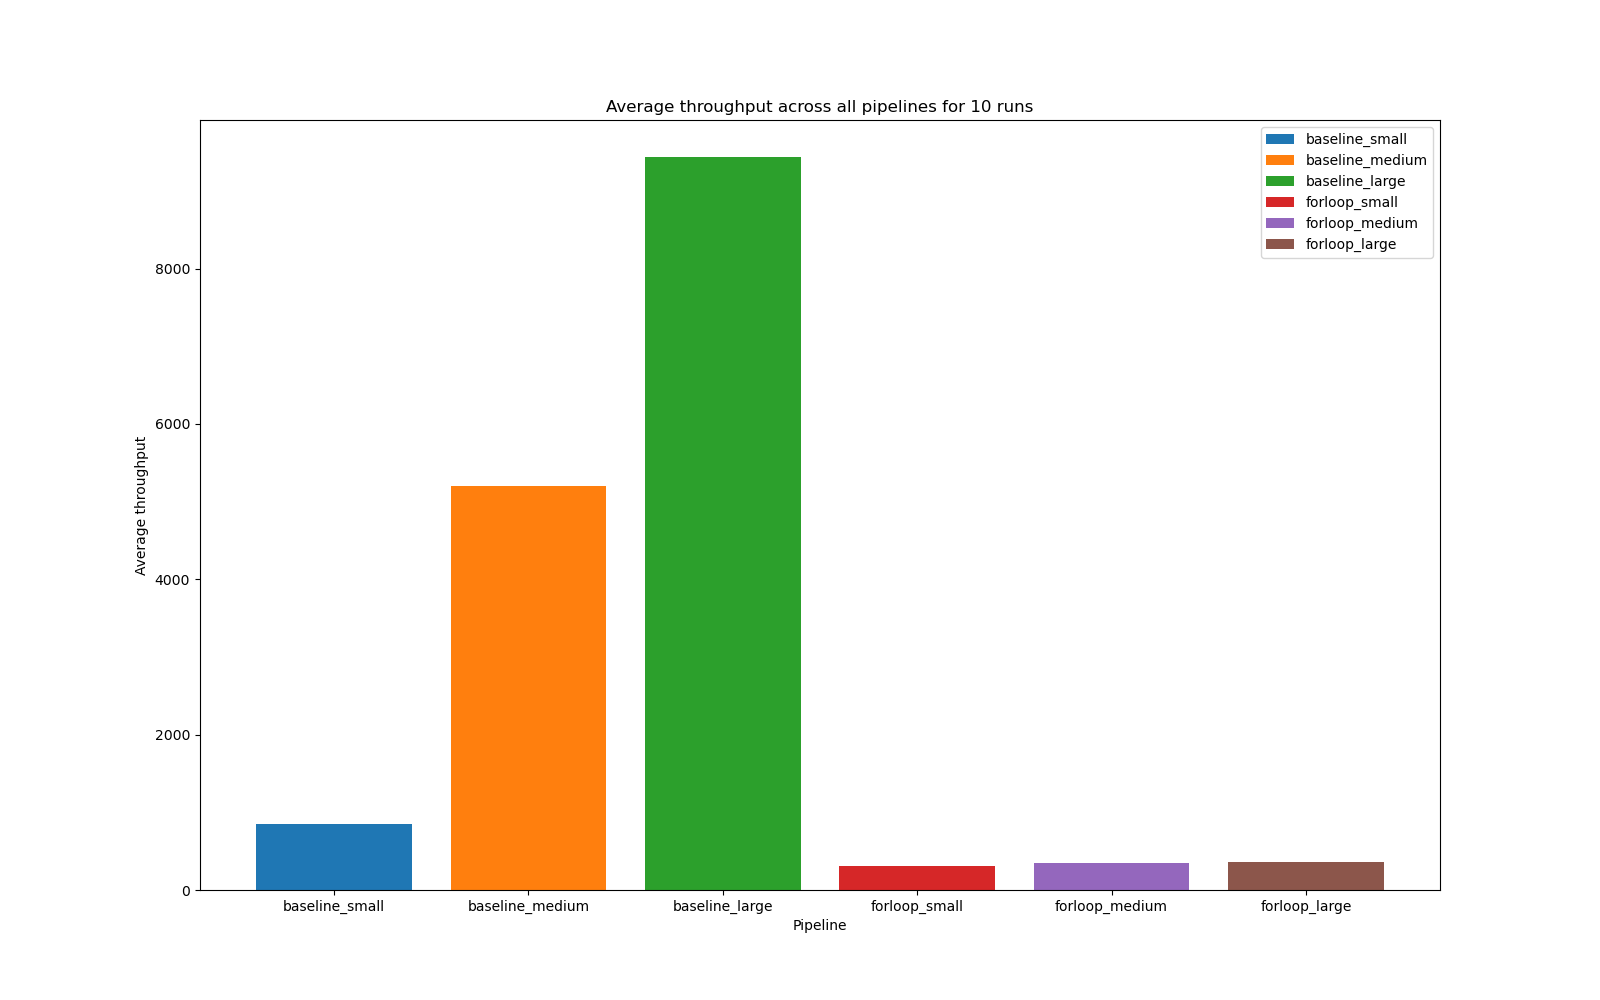 Average throughput across all pipelines for 10 runs
baseline_small
baseline_medium
baseline_large
forloop_small
forloop_medium
forloop_large
8000
6000
4000
2000
0
Average throughput
baseline_small
baseline_medium
baseline_large
forloop_small
forloop_medium
forloop_large
Pipeline